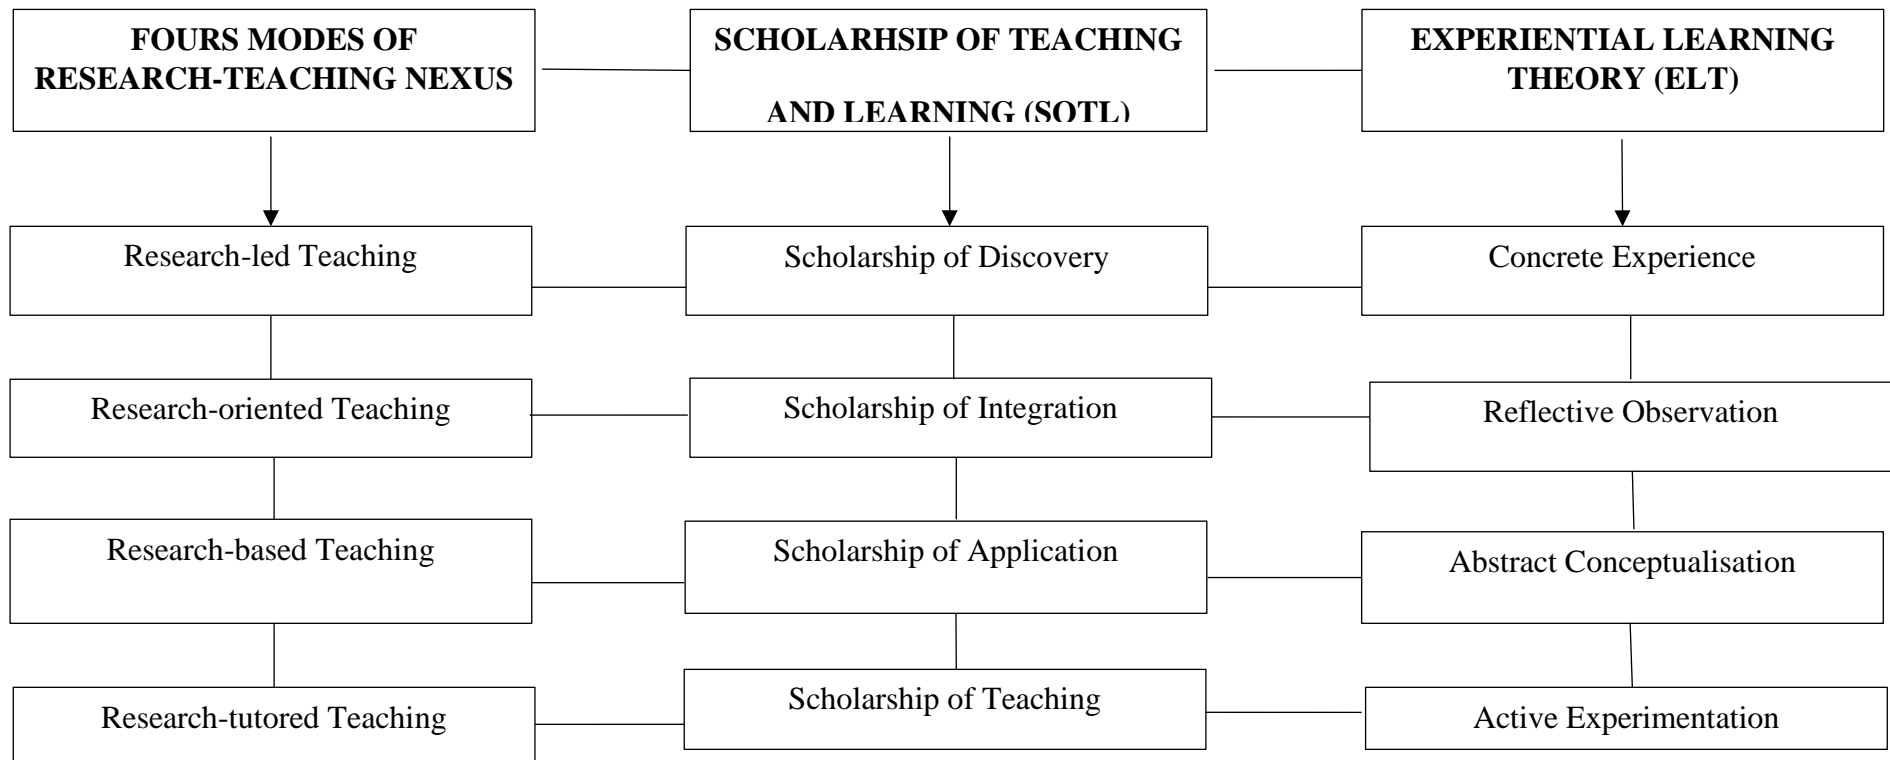 FOURS MODES OF
RESEARCH-TEACHING NEXUS
SCHOLARHSIP OF TEACHING
AND LEARNING (SOTL)
EXPERIENTIAL LEARNING
THEORY (ELT)
Research-led Teaching
Scholarship of Discovery
Concrete Experience
Research-oriented Teaching
Scholarship of Integration
Reflective Observation
Research-based Teaching
Scholarship of Application
Abstract Conceptualisation
Research-tutored Teaching
Scholarship of Teaching
Active Experimentation